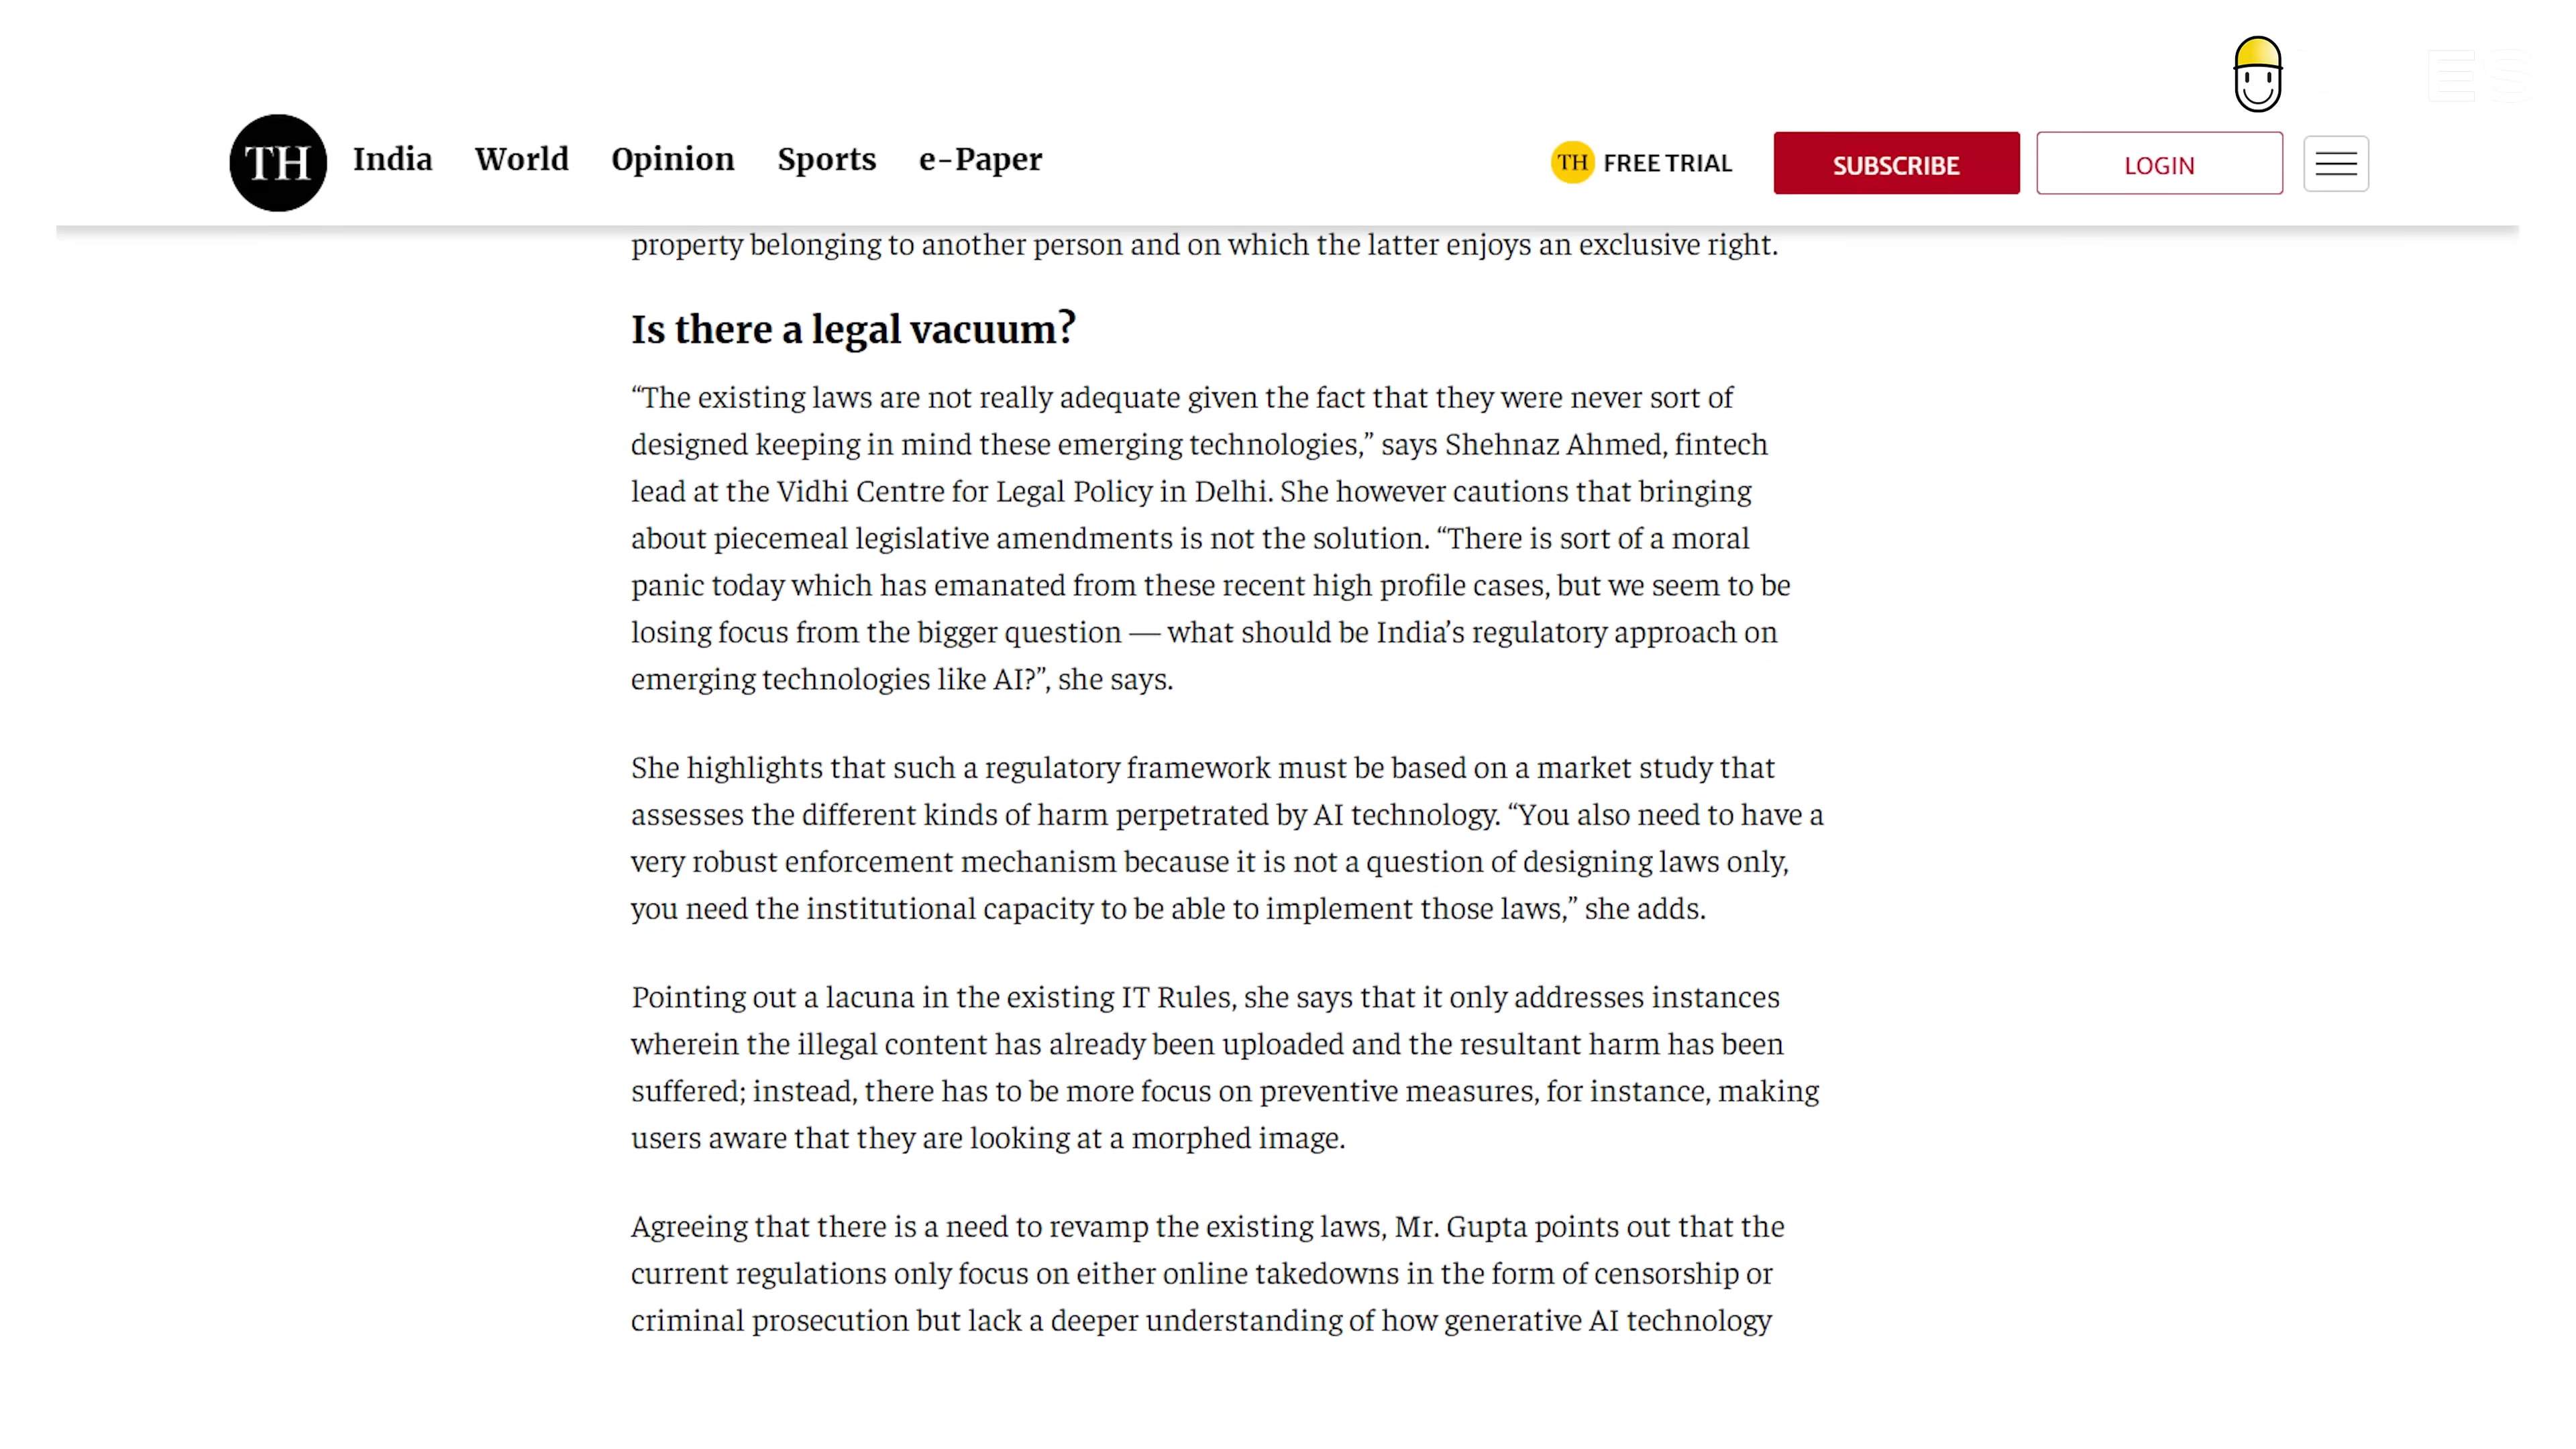 ES
TH India World Opinion Sports e-Paper TH FREE TRIAL SUBSCRIBE LOGIN
property belonging to another person and on which the latter enjoys an exclusive right.
Is there a legal vacuum?
“The existing laws are not really adequate given the fact that they were never sort of
designed keeping in mind these emerging technologies,” says Shehnaz Ahmed, fintech
lead at the Vidhi Centre for Legal Policy in Delhi. She however cautions that bringing
about piecemeal legislative amendments is not the solution. “There is sort of a moral
panic today which has emanated from these recent high profile cases, but we seem to be
losing focus from the bigger question — what should be India’s regulatory approach on
emerging technologies like AI?”, she says.
She highlights that such a regulatory framework must be based on a market study that
assesses the different kinds of harm perpetrated by AI technology. “You also need to have a
very robust enforcement mechanism because it is not a question of designing laws only,
you need the institutional capacity to be able to implement those laws,” she adds.
Pointing out a lacuna in the existing IT Rules, she says that it only addresses instances
wherein the illegal content has already been uploaded and the resultant harm has been
suffered; instead, there has to be more focus on preventive measures, for instance, making
users aware that they are looking at a morphed image.
Agreeing that there is a need to revamp the existing laws, Mr. Gupta points out that the
current regulations only focus on either online takedowns in the form of censorship or
criminal prosecution but lack a deeper understanding of how generative AI technology